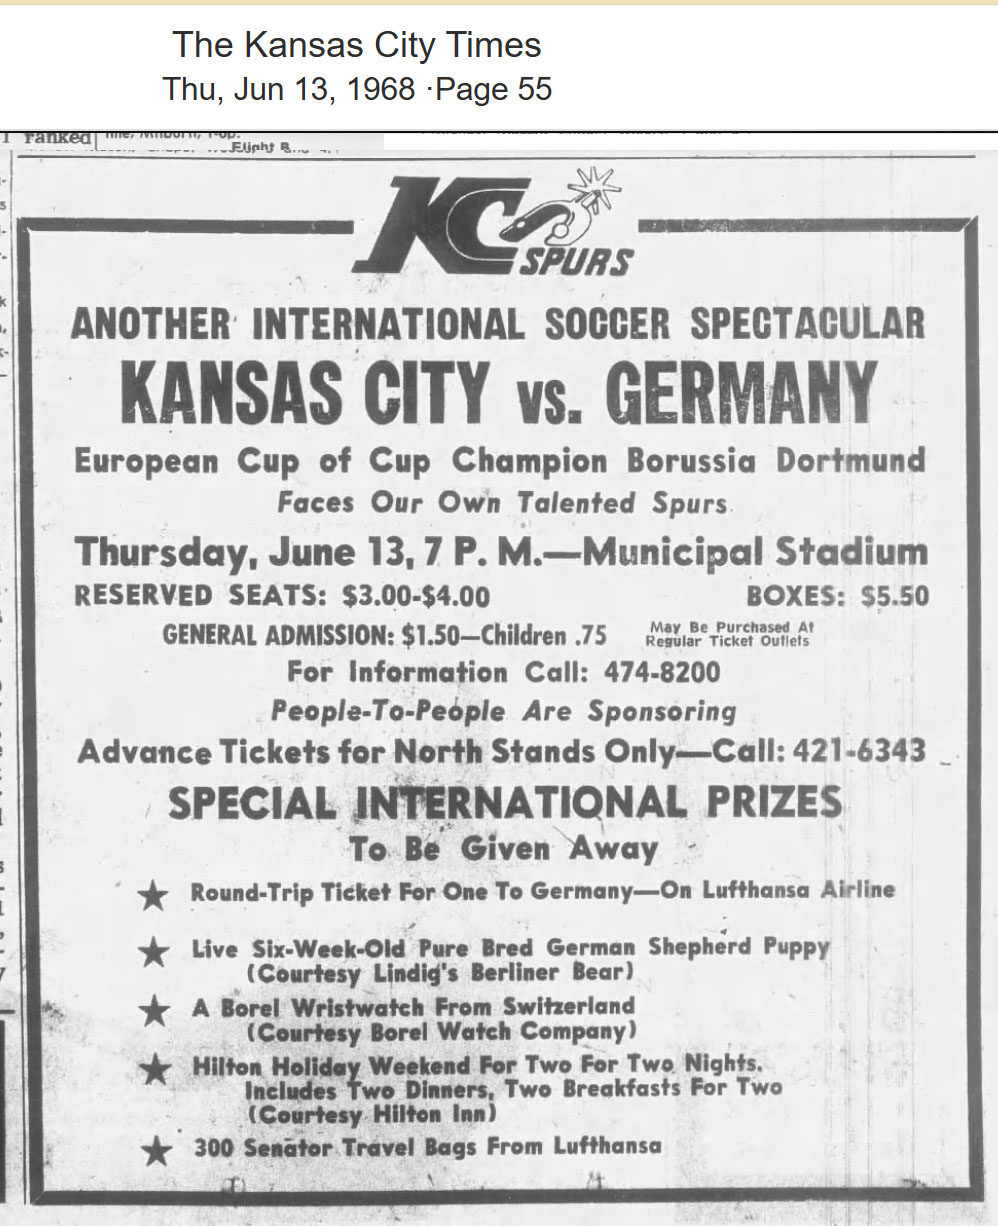 The Kansas City Times
Thu, Jun 13, 1968 ·Page 55
ranked
Flight
KC
SPURS
ANOTHER INTERNATIONAL SOCCER SPECTACULAR
KANSAS CITY vs. GERMANY
European Cup of Cup Champion Borussia Dortmund
Faces Our Own Talented Spurs
Thursday, June 13, 7 P. M.—Municipal Stadium
RESERVED SEATS: $3.00-$4.00 BOXES: $5.50
GENERAL ADMISSION: $1.50—Children .75 May Be Purchased At
Regular Ticket Outlets
For Information Call: 474-8200
People-To-People Are Sponsoring
Advance Tickets for North Stands Only—Call: 421-6343
SPECIAL INTERNATIONAL PRIZES
To Be Given Away
★ Round-Trip Ticket For One To Germany—On Lufthansa Airline
★ Live Six-Week-Old Pure Bred German Shepherd Puppy
(Courtesy Lindig's Berliner Bear)
★ A Borel Wristwatch From Switzerland
(Courtesy Borel Watch Company)
★ Hilton Holiday Weekend For Two For Two Nights.
Includes Two Dinners, Two Breakfasts For Two
(Courtesy Hilton Inn)
★ 300 Senator Travel Bags From Lufthansa